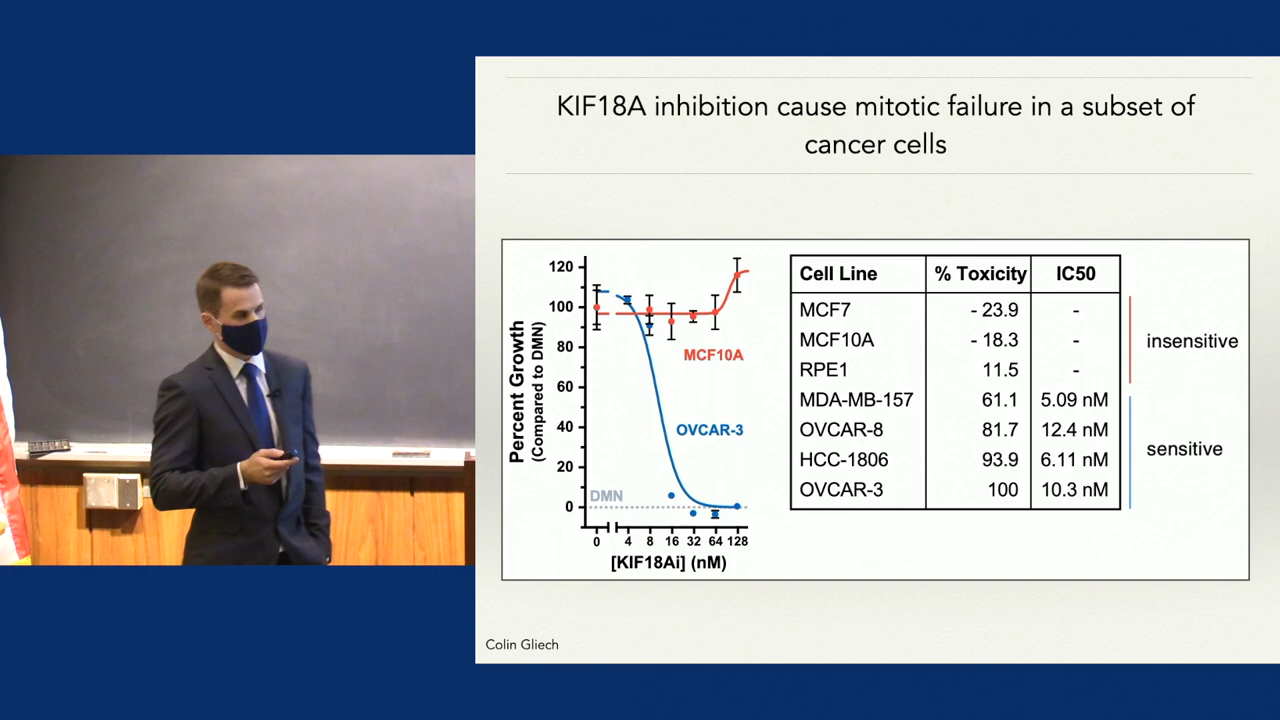 KIF18A inhibition cause mitotic failure in a subset of
cancer cells
120
100
80
60
40
20
0
Percent Growth
(Compared to DMN)
MCF10A
OVCAR-3
DMN
0 4 8 16 32 64 128
[KIF18Ai] (nM)
Cell Line % Toxicity IC50
MCF7 - 23.9 -
MCF10A - 18.3 -
RPE1 11.5 -
MDA-MB-157 61.1 5.09 nM
OVCAR-8 81.7 12.4 nM
HCC-1806 93.9 6.11 nM
OVCAR-3 100 10.3 nM
insensitive
sensitive
Colin Gliech